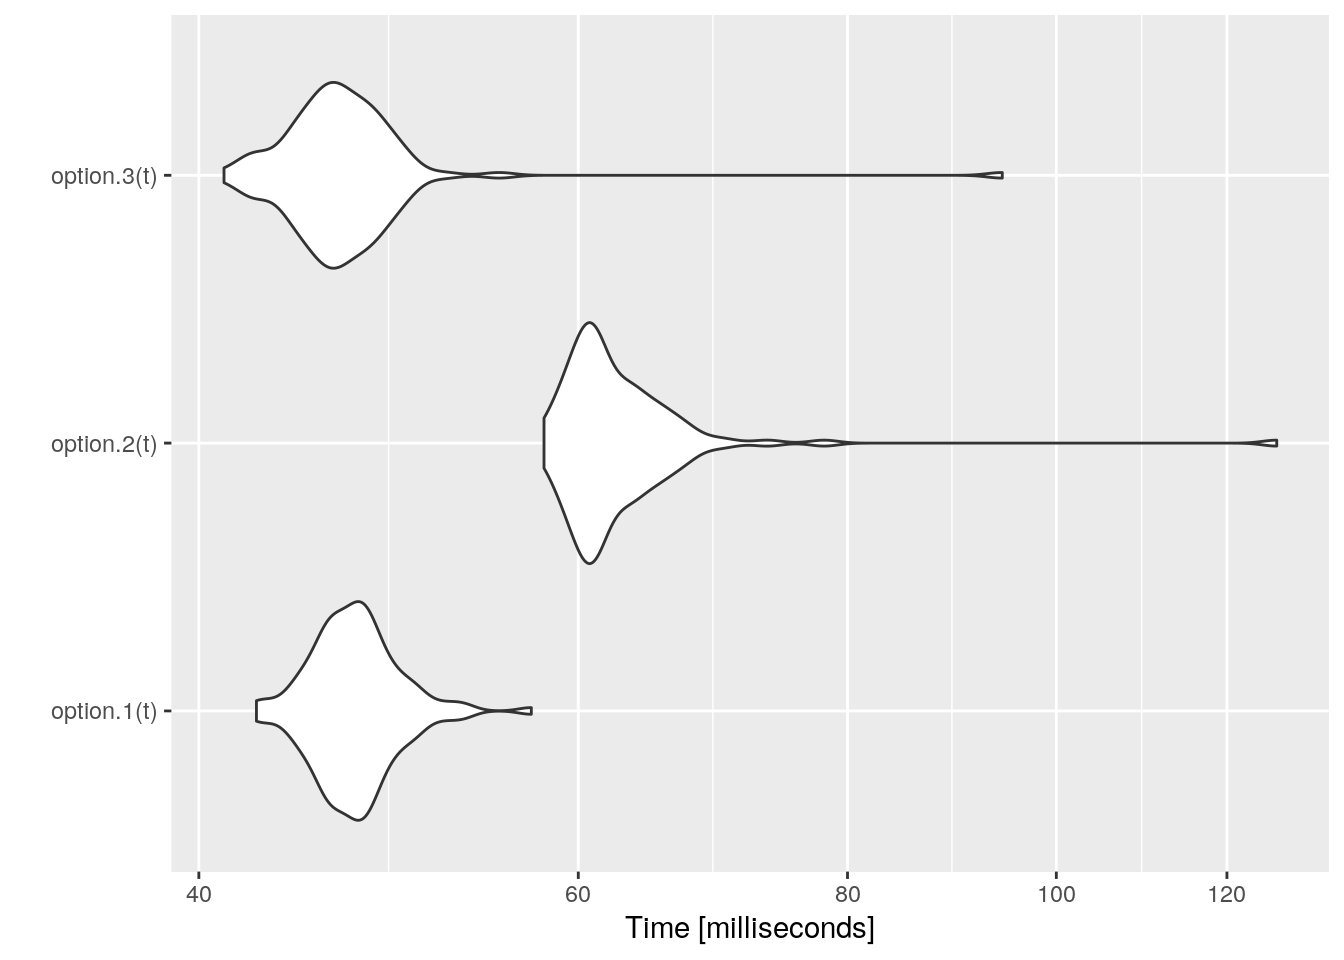 option.3(t)
option.2(t)
option.1(t)
40 60 80 100 120
Time [milliseconds]